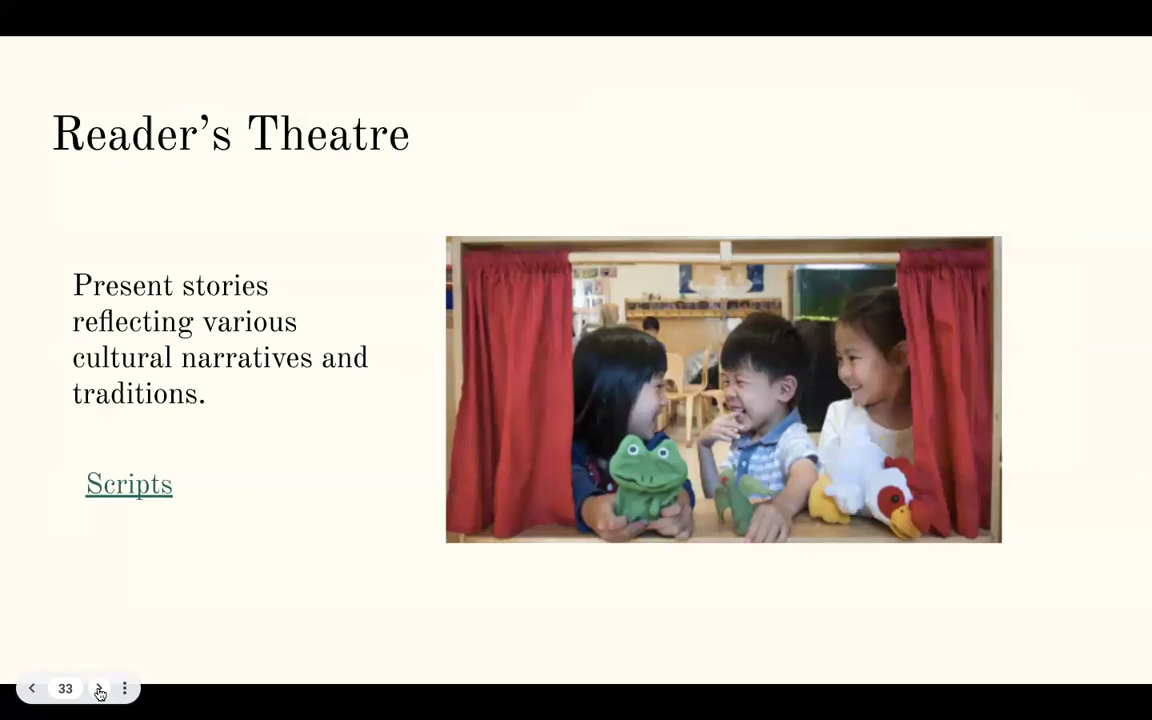 Reader’s Theatre
Present stories
reflecting various
cultural narratives and
traditions.
Scripts
33